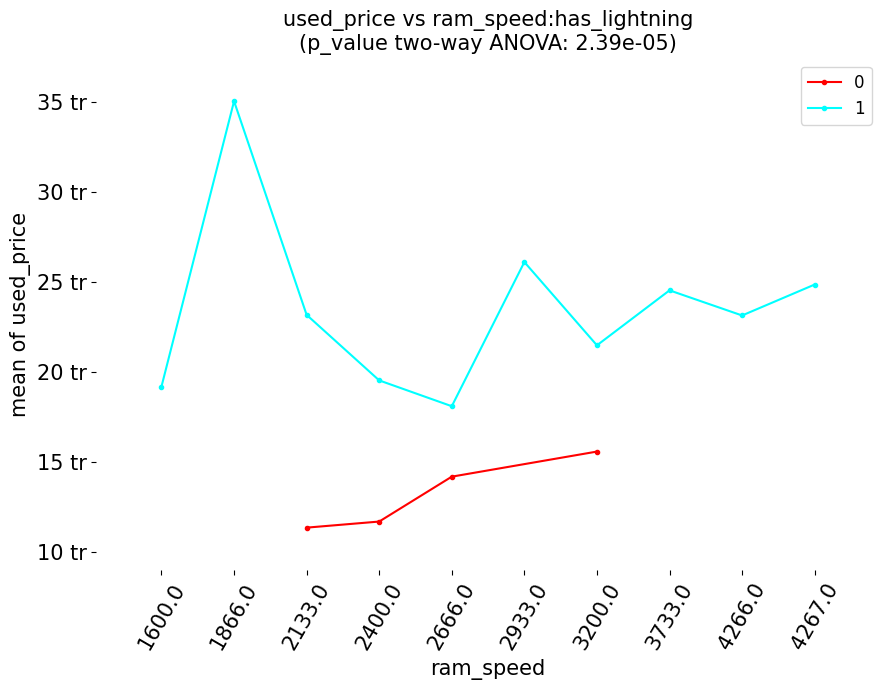 used_price vs ram_speed:has_lightning
(p_value two-way ANOVA: 2.39e-05)
0
1
35 tr
30 tr
25 tr
20 tr
15 tr
10 tr
mean of used_price
1600.0
1866.0
2133.0
2400.0
2666.0
2933.0
3200.0
3733.0
4266.0
4267.0
ram_speed